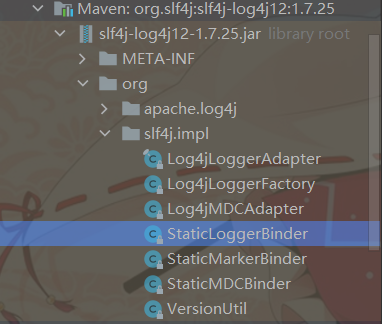 Maven: org.slf4j:slf4j-log4j12:1.7.25
slf4j-log4j12-1.7.25.jar library root
META-INF
org
apache.log4j
slf4j.impl
Log4jLoggerAdapter
Log4jLoggerFactory
Log4jMDCAdapter
StaticLoggerBinder
StaticMarkerBinder
StaticMDCBinder
VersionUtil